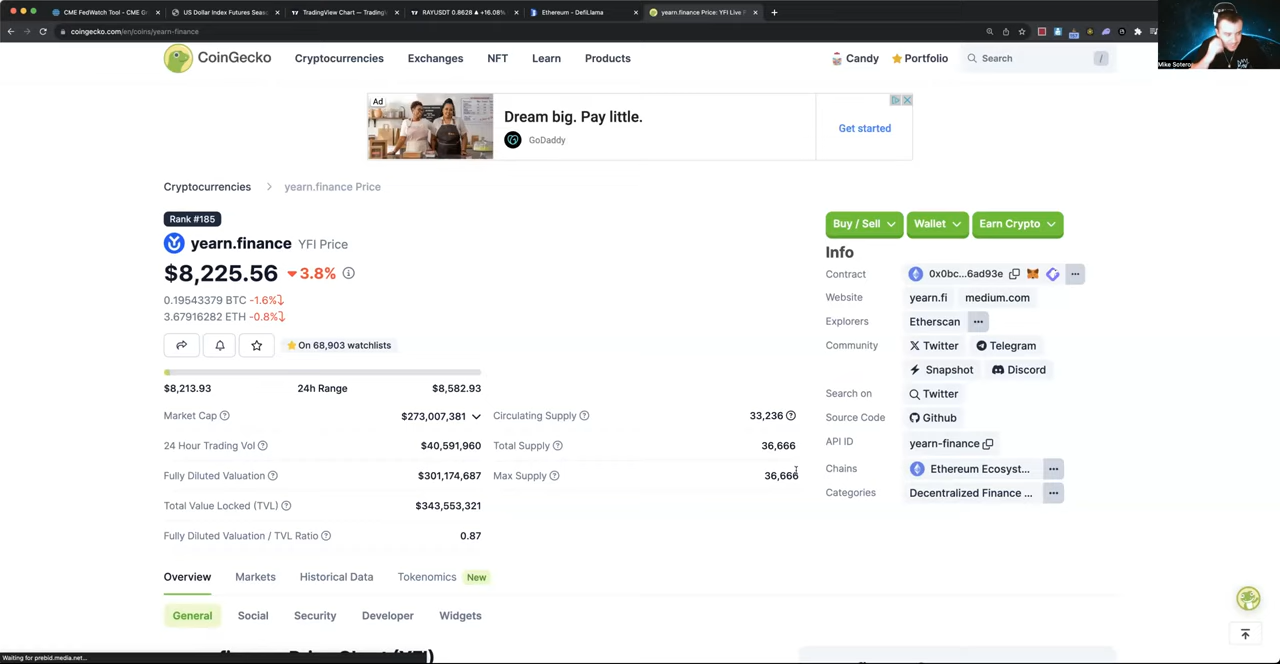 CME FedWatch Tool - CME Gr
US Dollar Index Futures Seas
TradingView Chart — Trading
RAYUSDT 0.8628 ▲ +16.08%
Ethereum - DefiLlama
yearn.finance Price: YFI Live P
coingecko.com/en/coins/yearn-finance
Mike Soteros
CoinGecko
Cryptocurrencies
Exchanges
NFT
Learn
Products
Candy
Portfolio
Search
/
Ad
Dream big. Pay little.
GoDaddy
Get started
Cryptocurrencies > yearn.finance Price
Rank #185
yearn.finance YFI Price
$8,225.56 3.8%
0.19543379 BTC -1.6%
3.67916282 ETH -0.8%
On 68,903 watchlists
$8,213.93 24h Range $8,582.93
Market Cap $273,007,381
24 Hour Trading Vol $40,591,960
Fully Diluted Valuation $301,174,687
Total Value Locked (TVL) $343,553,321
Fully Diluted Valuation / TVL Ratio 0.87
Circulating Supply 33,236
Total Supply 36,666
Max Supply 36,666
Buy / Sell Wallet Earn Crypto
Info
Contract 0x0bc...6ad93e
Website yearn.fi medium.com
Explorers Etherscan
Community Twitter Telegram
Snapshot Discord
Search on Twitter
Source Code Github
API ID yearn-finance
Chains Ethereum Ecosyst...
Categories Decentralized Finance ...
Overview Markets Historical Data Tokenomics New
General Social Security Developer Widgets
Waiting for prebid.media.net...